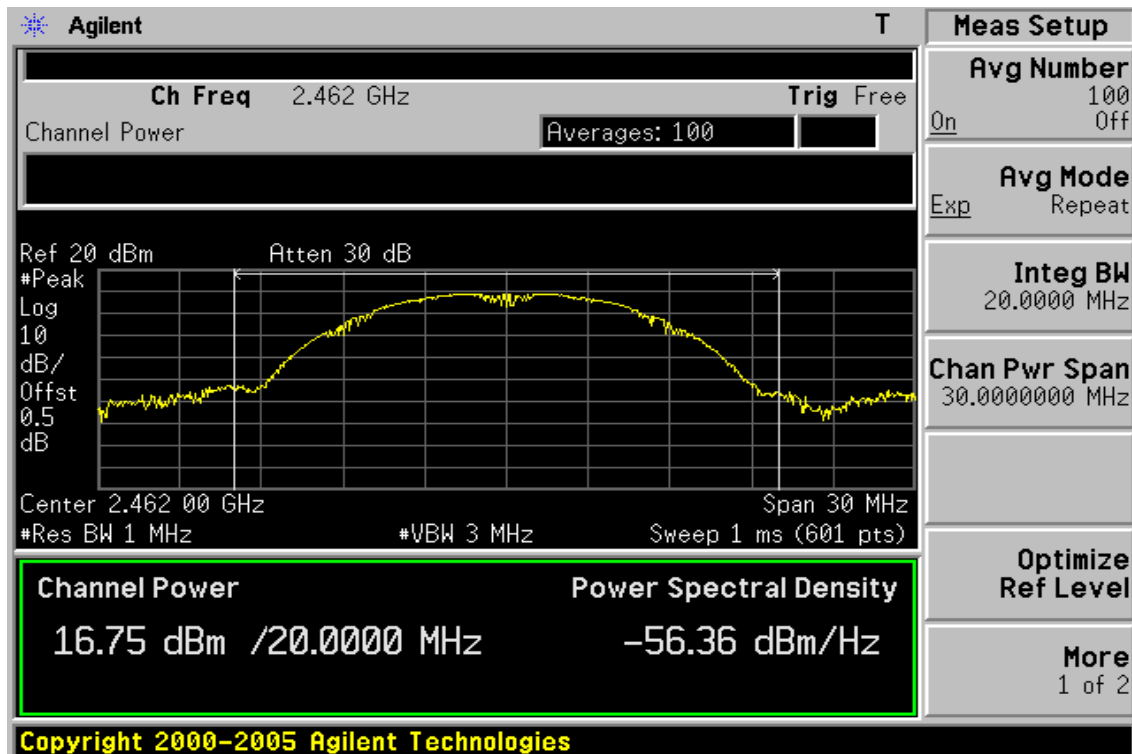 Agilent
T
Ch Freq 2.462 GHz
Trig Free
Channel Power
Averages: 100
Ref 20 dBm
Atten 30 dB
#Peak
Log
10
dB/
Offst
0.5
dB
Center 2.462 00 GHz
Span 30 MHz
#Res BW 1 MHz
#VBW 3 MHz
Sweep 1 ms (601 pts)
Channel Power
Power Spectral Density
16.75 dBm /20.0000 MHz
-56.36 dBm/Hz
Copyright 2000-2005 Agilent Technologies
Meas Setup
Avg Number
100
On Off
Avg Mode
Exp Repeat
Integ BW
20.0000 MHz
Chan Pwr Span
30.0000000 MHz
Optimize
Ref Level
More
1 of 2